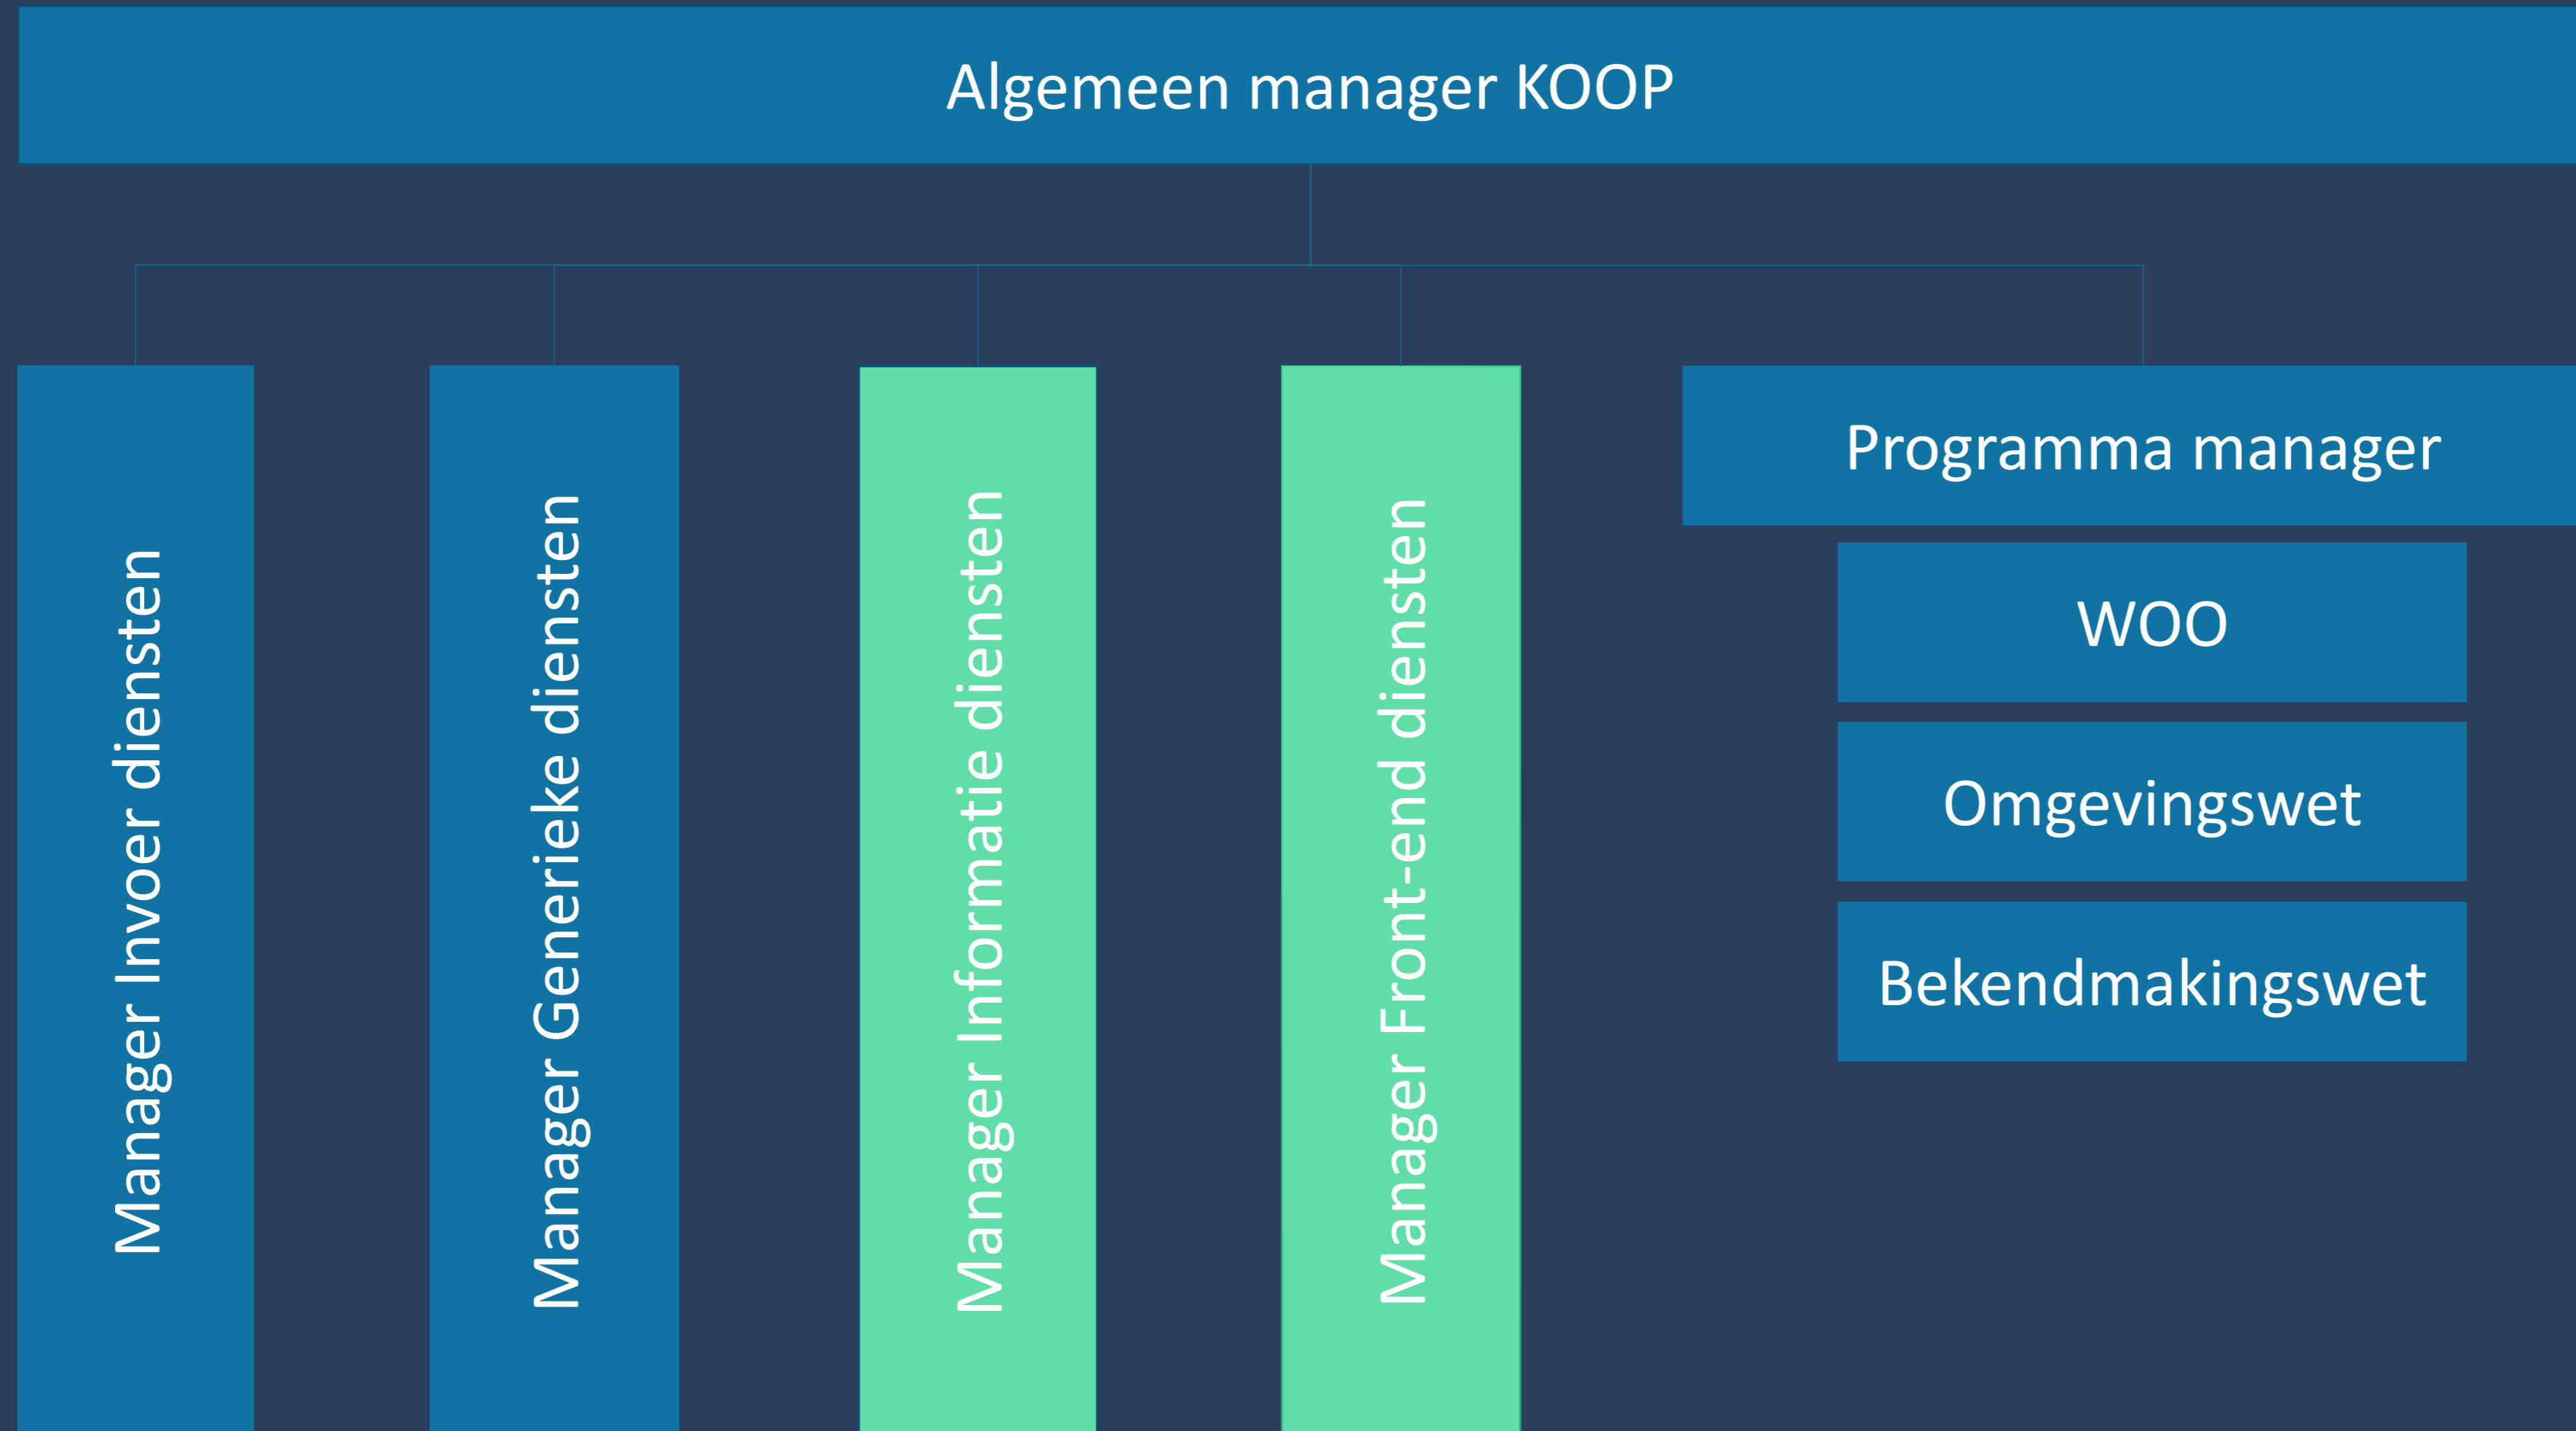 Algemeen manager KOOP
Manager Invoer diensten
Manager Generieke diensten
Manager Informatie diensten
Manager Front-end diensten
Programma manager
WOO
Omgevingswet
Bekendmakingswet